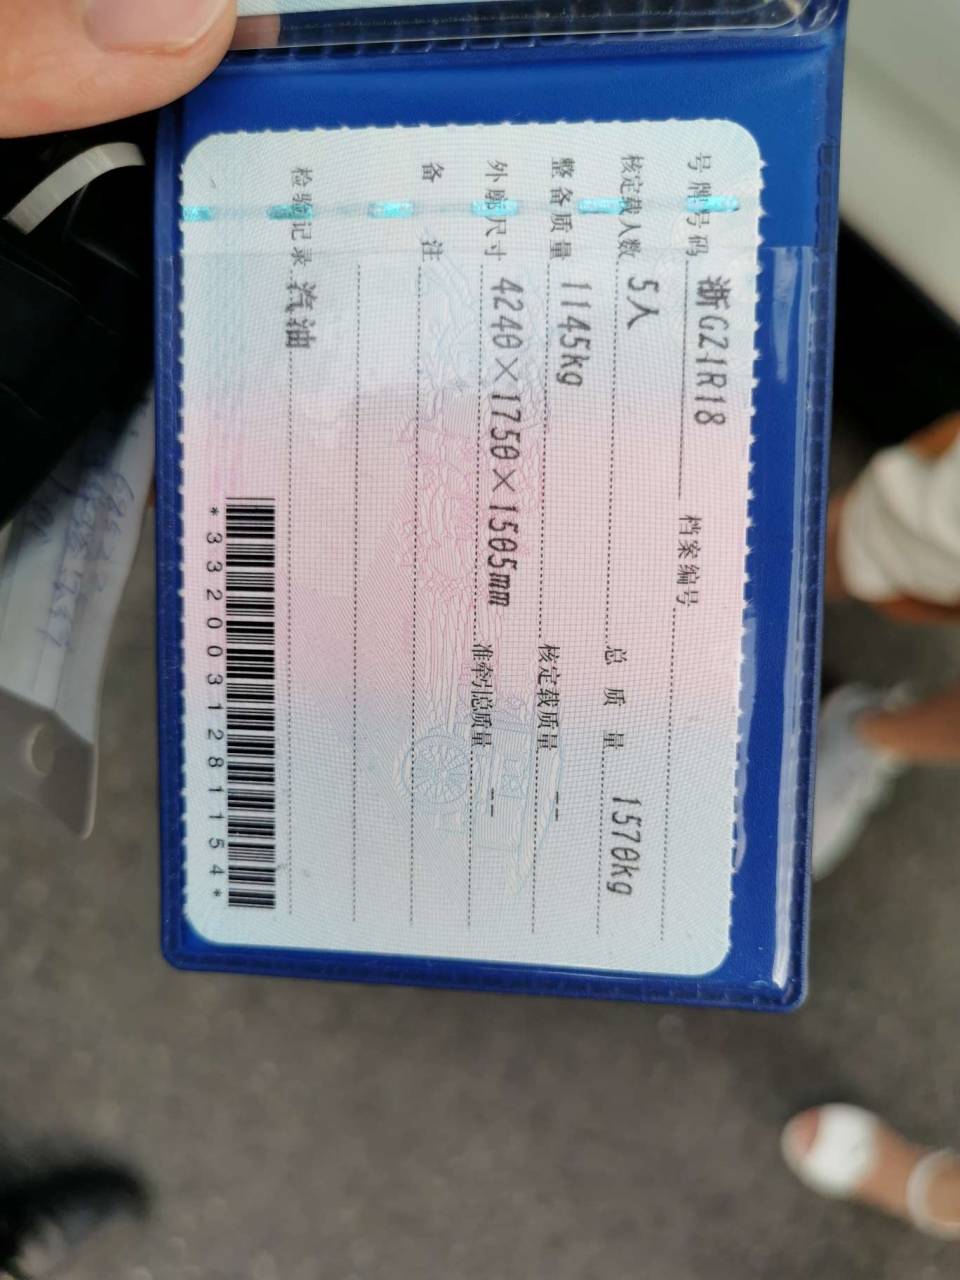 号牌号码 浙GZ1R18 档案编号
核定载人数 5人 总质量 1570kg
整备质量 1145kg 核定载质量 --
外廓尺寸 4240×1750×1505mm 准牵引总质量 --
备注
检验记录 汽油
*3320031281154*